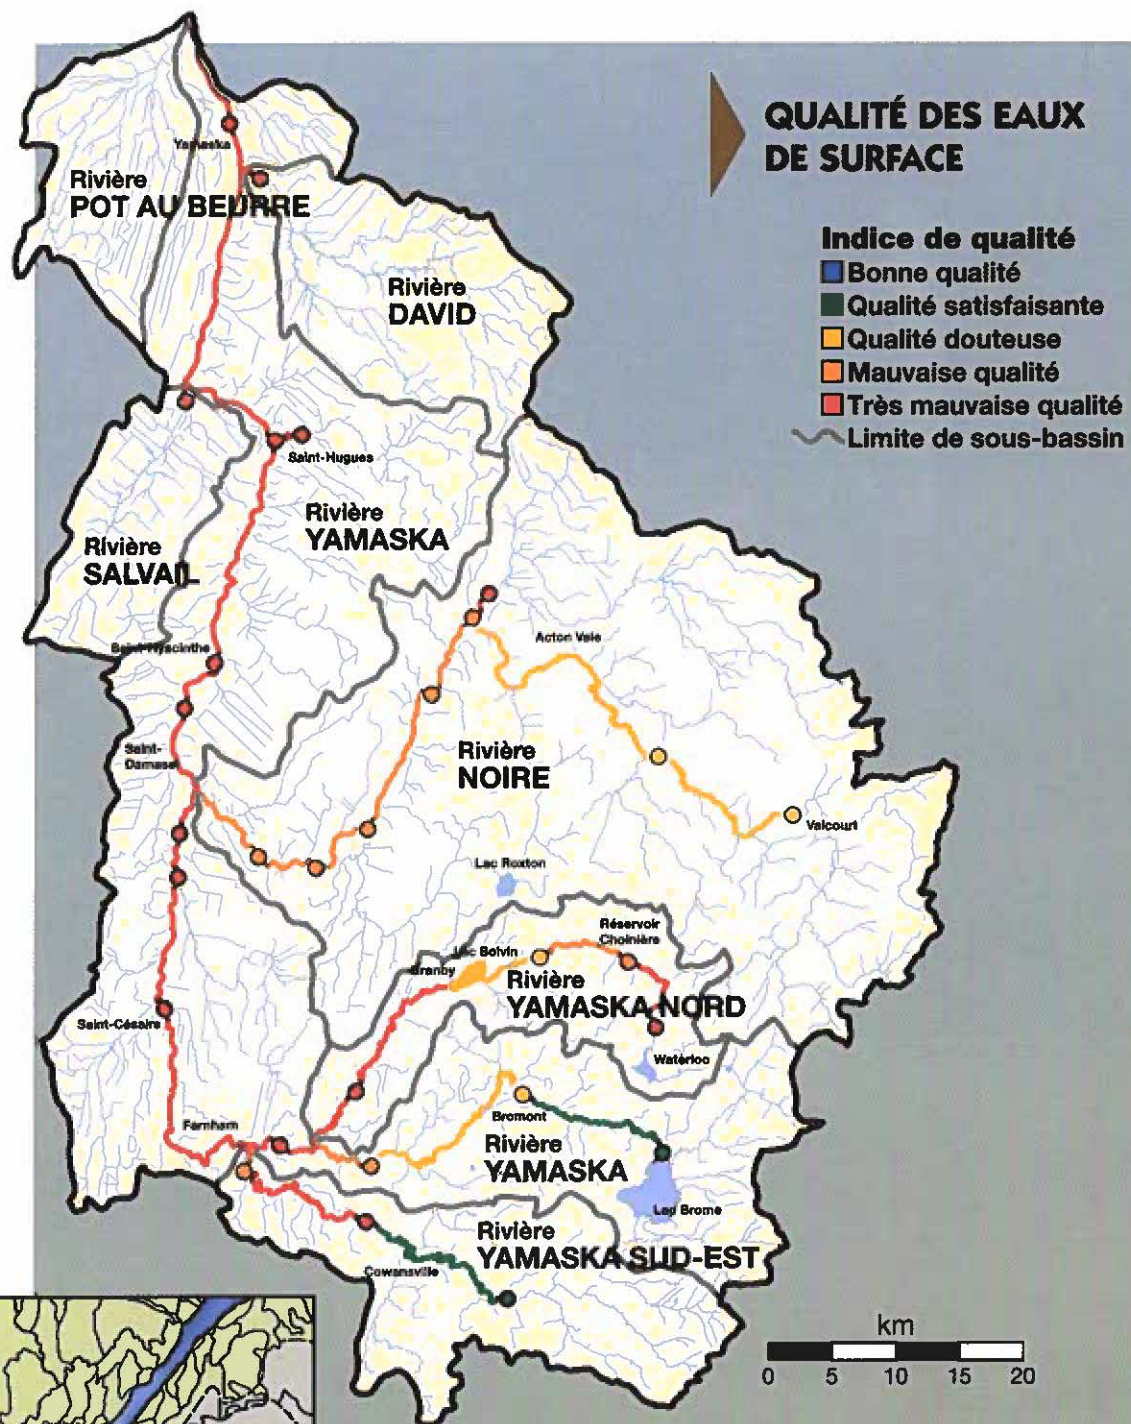 QUALITÉ DES EAUX
DE SURFACE
Indice de qualité
Bonne qualité
Qualité satisfaisante
Qualité douteuse
Mauvaise qualité
Très mauvaise qualité
Limite de sous-bassin
Yamaska
Rivière
POT AU BEURRE
Rivière
DAVID
Saint-Hugues
Rivière
YAMASKA
Rivière
SALVAIL
Saint-Hyacinthe
Acton Vale
Saint-
Damase
Rivière
NOIRE
Valcourt
Lac Roxton
Réservoir
Choinière
Lac Boivin
Granby
Rivière
YAMASKA NORD
Saint-Césaire
Waterloo
Farnham
Bromont
Rivière
YAMASKA
Lac Brome
Rivière
YAMASKA SUD-EST
Cowansville
km
0 5 10 15 20